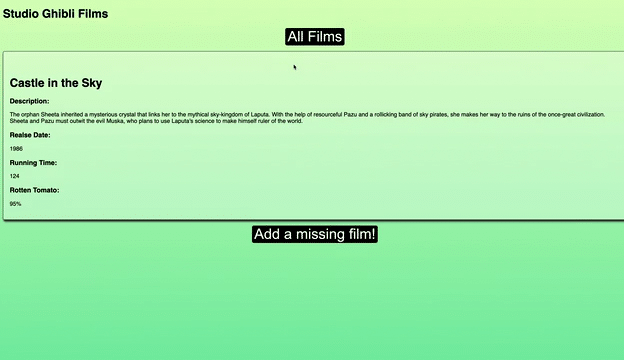 Studio Ghibli Films
All Films
Castle in the Sky
Description:
The orphan Sheeta inherited a mysterious crystal that links her to the mythical sky-kingdom of Laputa. With the help of resourceful Pazu and a rollicking band of sky pirates, she makes her way to the ruins of the once-great civilization.
Sheeta and Pazu must outwit the evil Muska, who plans to use Laputa's science to make himself ruler of the world.
Realse Date:
1986
Running Time:
124
Rotten Tomato:
95%
Add a missing film!